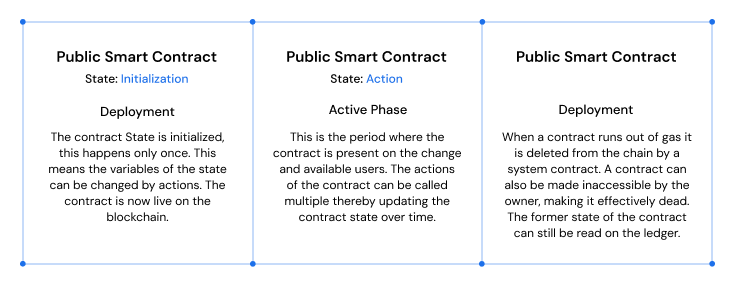 Public Smart Contract
State: Initialization
Deployment
The contract State is initialized,
this happens only once. This
means the variables of the state
can be changed by actions. The
contract is now live on the
blockchain.
Public Smart Contract
State: Action
Active Phase
This is the period where the
contract is present on the change
and available users. The actions
of the contract can be called
multiple thereby updating the
contract state over time.
Public Smart Contract
Deployment
When a contract runs out of gas it
is deleted from the chain by a
system contract. A contract can
also be made inaccessible by the
owner, making it effectively dead.
The former state of the contract
can still be read on the ledger.